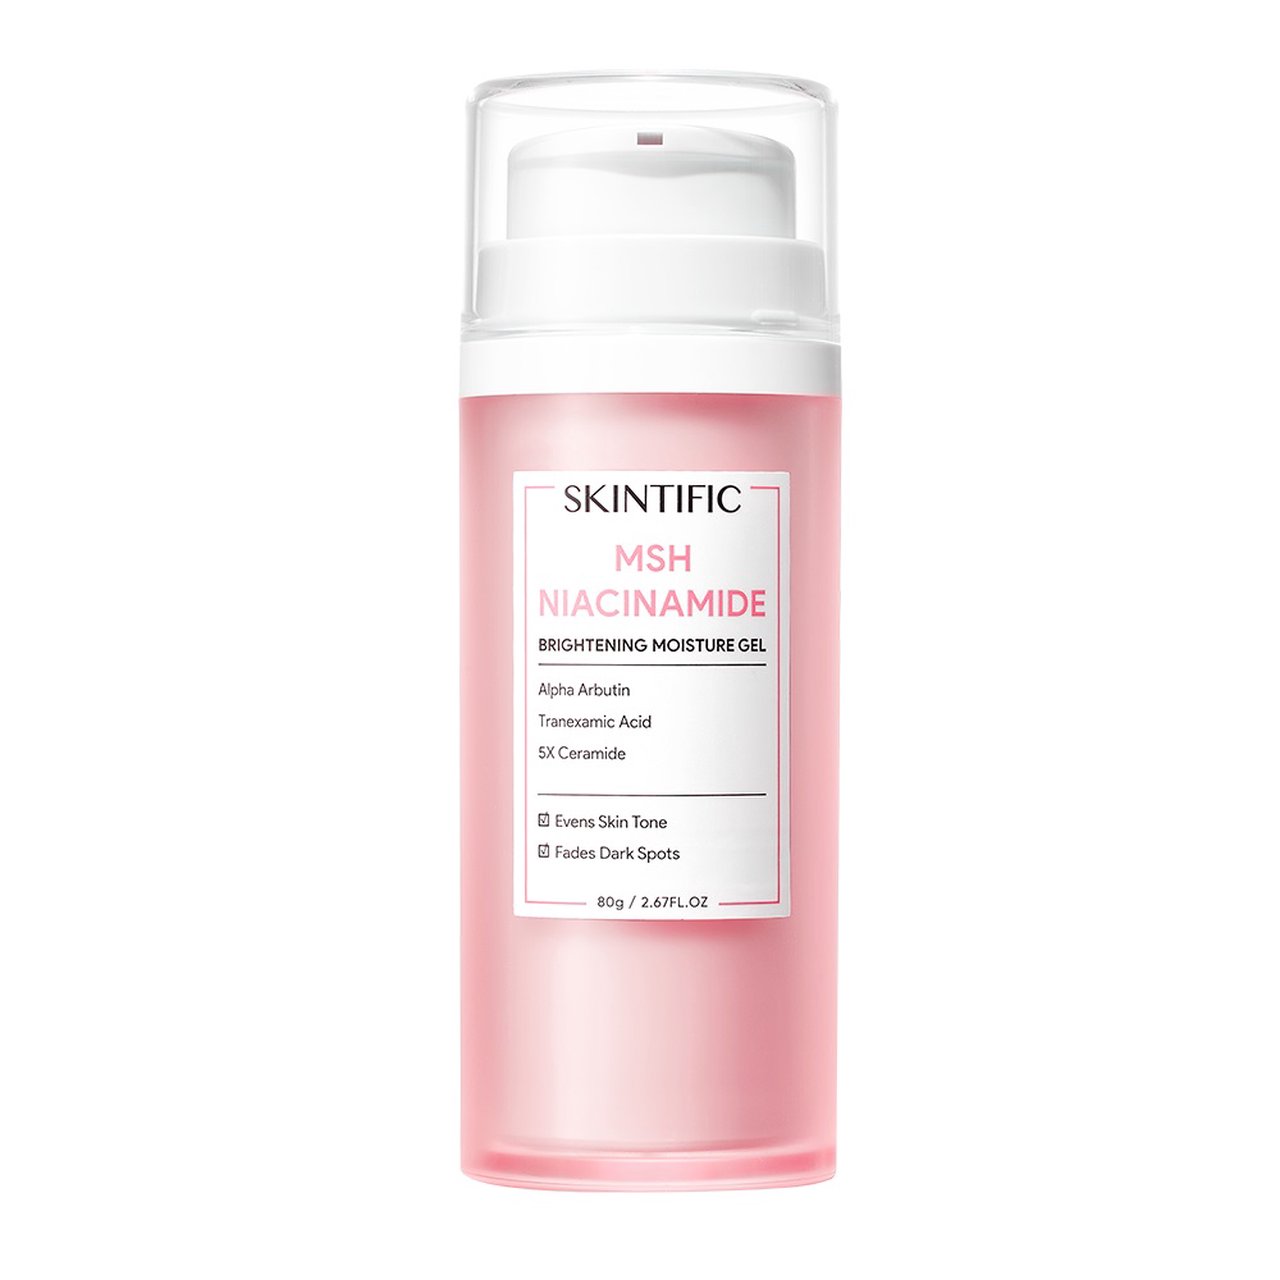 SKINTIFIC
MSH
NIACINAMIDE
BRIGHTENING MOISTURE GEL
Alpha Arbutin
Tranexamic Acid
5X Ceramide
☑ Evens Skin Tone
☑ Fades Dark Spots
80g / 2.67FL.OZ